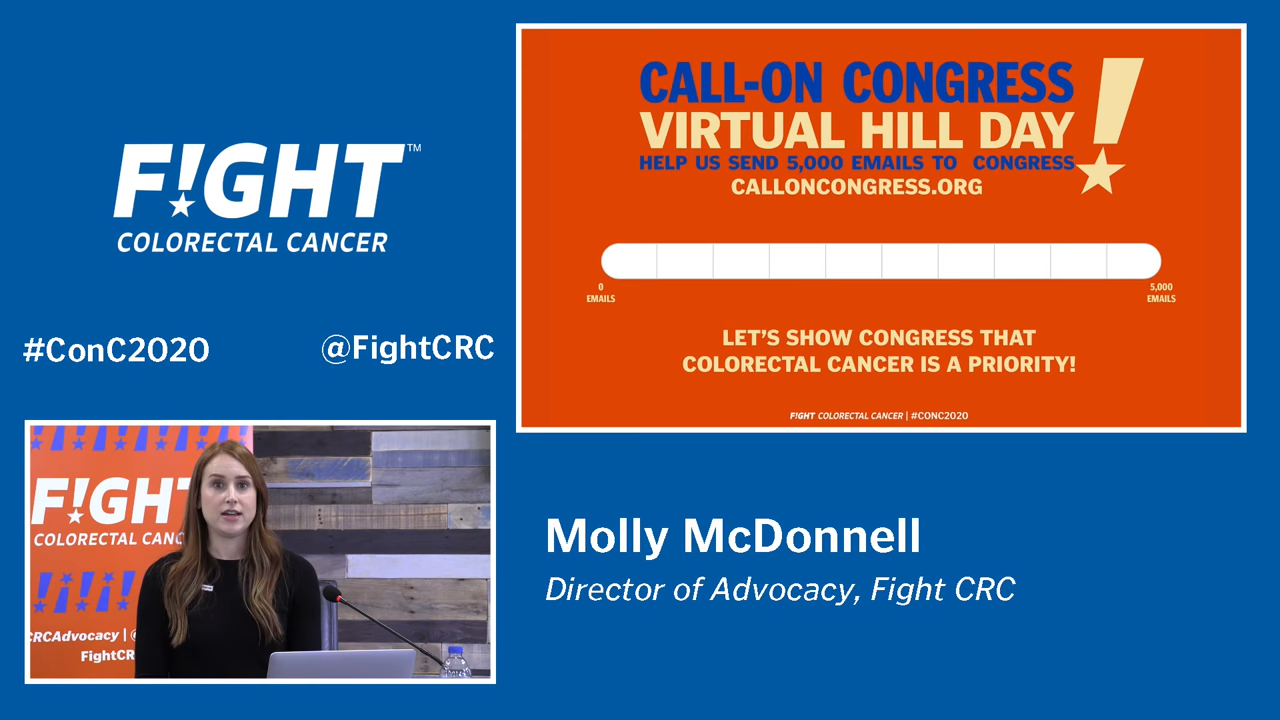 F!GHT™
COLORECTAL CANCER
#ConC2020
@FightCRC
CALL-ON CONGRESS
VIRTUAL HILL DAY
HELP US SEND 5,000 EMAILS TO CONGRESS
CALLONCONGRESS.ORG
0
EMAILS
5,000
EMAILS
LET'S SHOW CONGRESS THAT
COLORECTAL CANCER IS A PRIORITY!
F!GHT COLORECTAL CANCER | #CONC2020
F!GHT
COLORECTAL CANC
CRCAdvocacy | @
FightCR
Molly McDonnell
Director of Advocacy, Fight CRC